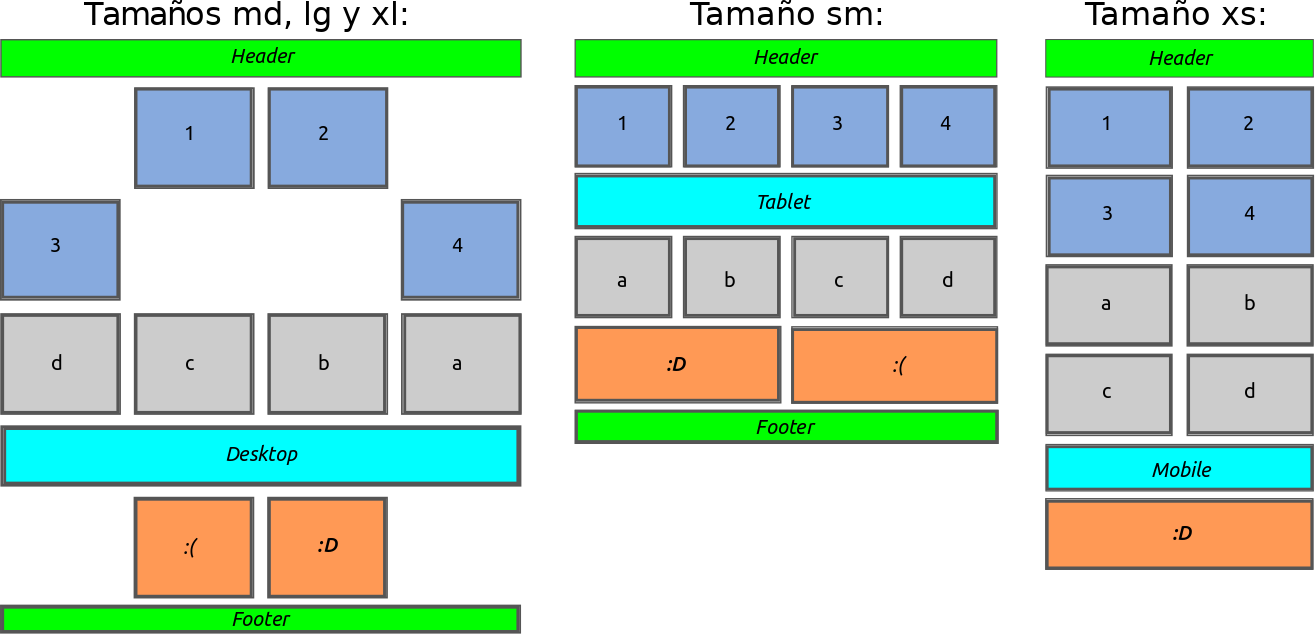 Tamaños md, lg y xl:
Header
1 2
3 4
d c b a
Desktop
:( :D
Footer
Tamaño sm:
Header
1 2 3 4
Tablet
a b c d
:D :(
Footer
Tamaño xs:
Header
1 2
3 4
a b
c d
Mobile
:D